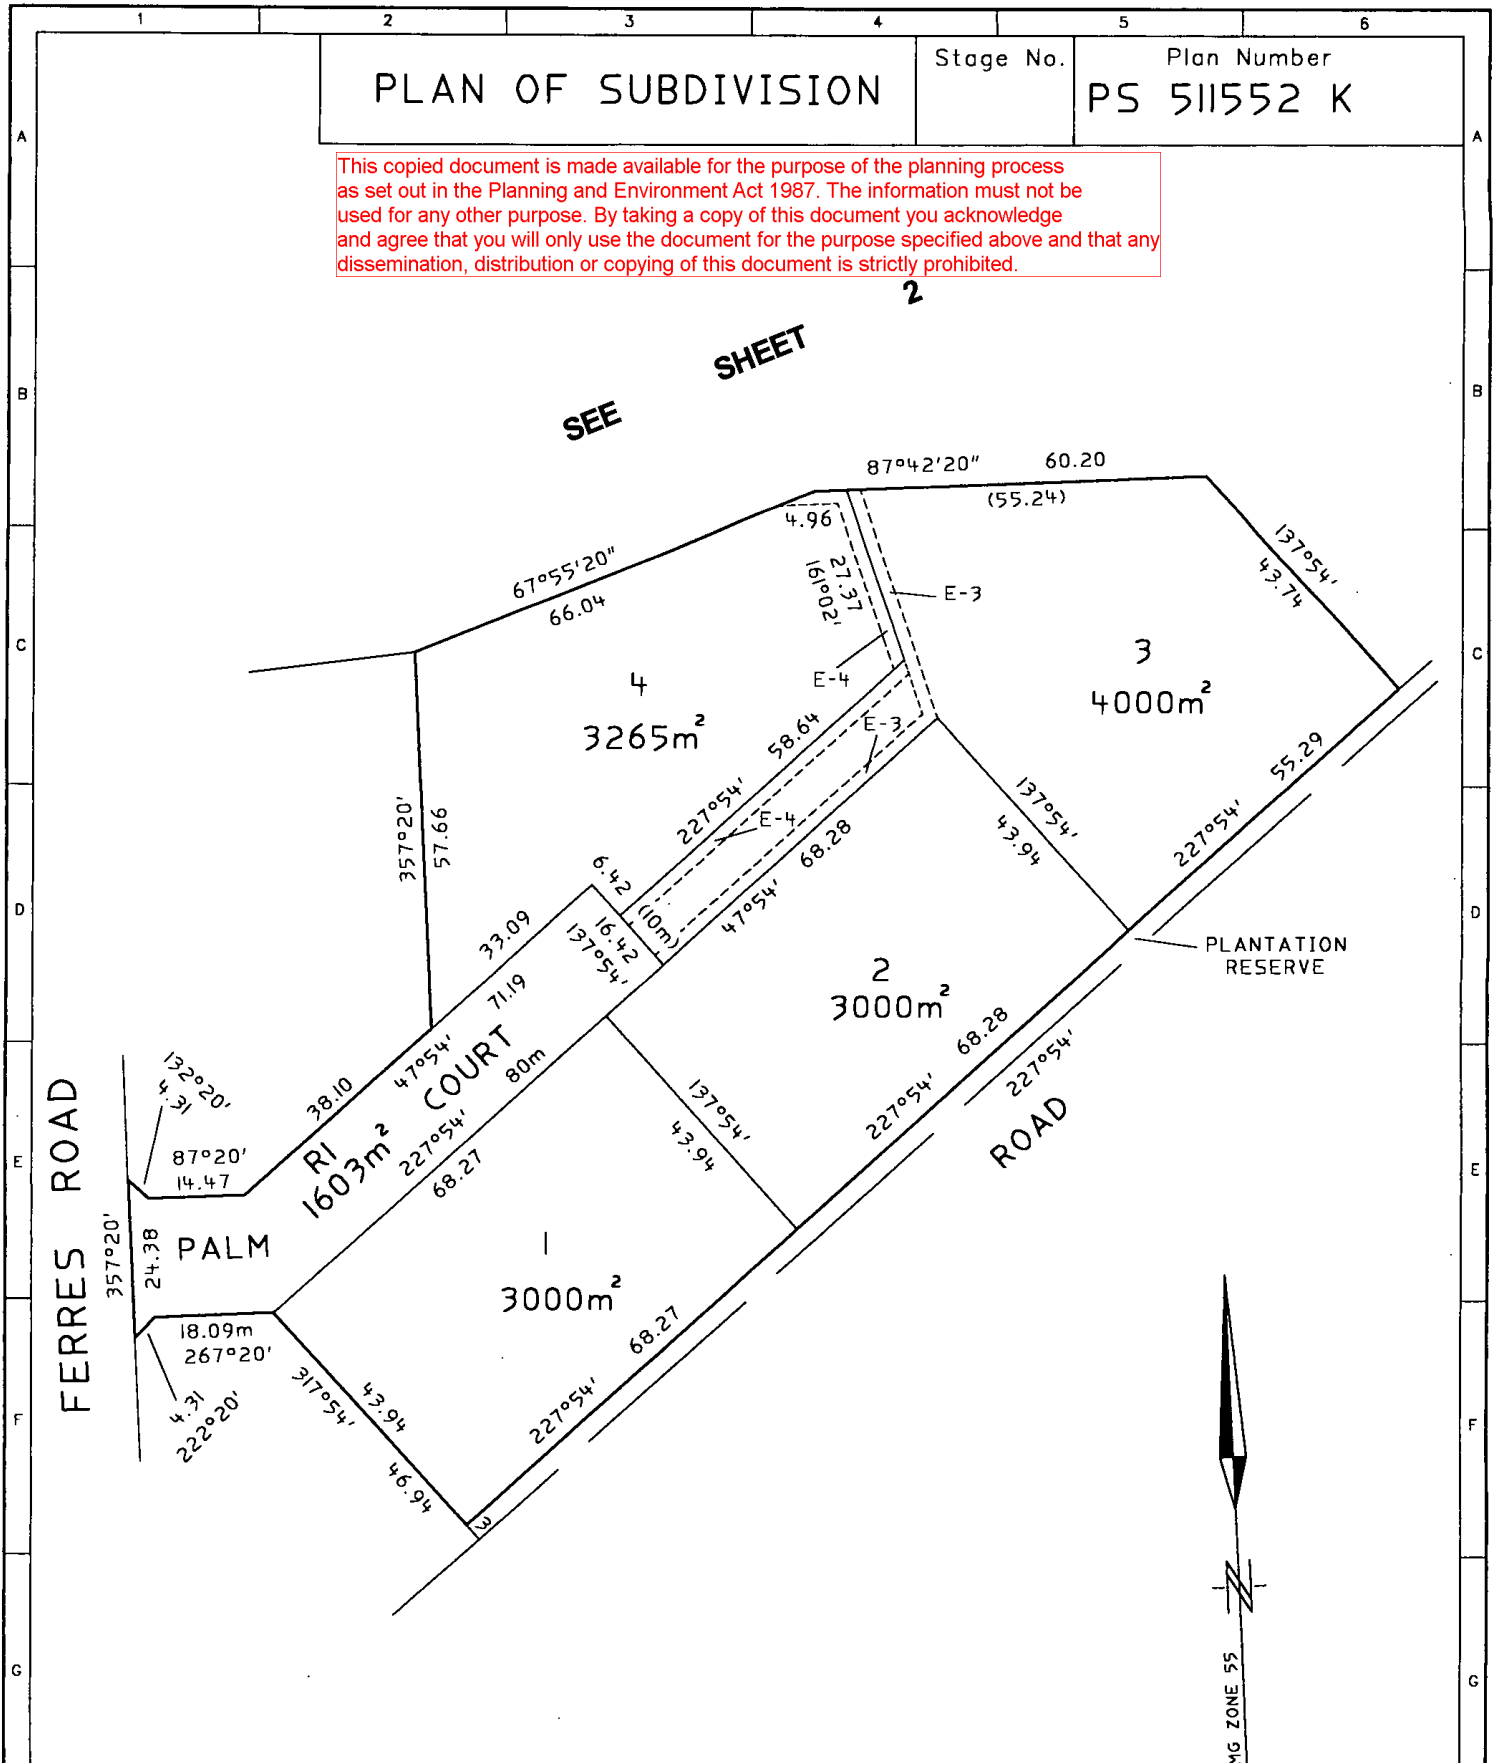 1 2 3 4 5 6
PLAN OF SUBDIVISION
Stage No.
Plan Number
PS 511552 K
A A
This copied document is made available for the purpose of the planning process
as set out in the Planning and Environment Act 1987. The information must not be
used for any other purpose. By taking a copy of this document you acknowledge
and agree that you will only use the document for the purpose specified above and that any
dissemination, distribution or copying of this document is strictly prohibited.
SEE SHEET 2
B B
87°42'20" 60.20
(55.24)
4.96
137°54'
43.74
67°55'20"
66.04
27.37
161°02'
E-3
E-4
C C
4
3265m²
3
4000m²
58.64
227°54'
E-3
E-4
55.29
227°54'
357°20'
57.66
68.28
47°54'
137°54'
43.94
6.42
(10m)
16.42
137°54'
D D
33.09
71.19
PLANTATION
RESERVE
2
3000m²
68.28
227°54'
227°54'
38.10
47°54'
COURT
80m
132°20'
4.31
137°54'
43.94
ROAD
FERRES ROAD
E E
87°20'
14.47
R1
1603m²
227°54'
68.27
357°20'
24.38
PALM
1
3000m²
18.09m
267°20'
4.31
222°20'
317°54'
43.94
46.94
68.27
227°54'
3
F F
N
G G
MG ZONE 55